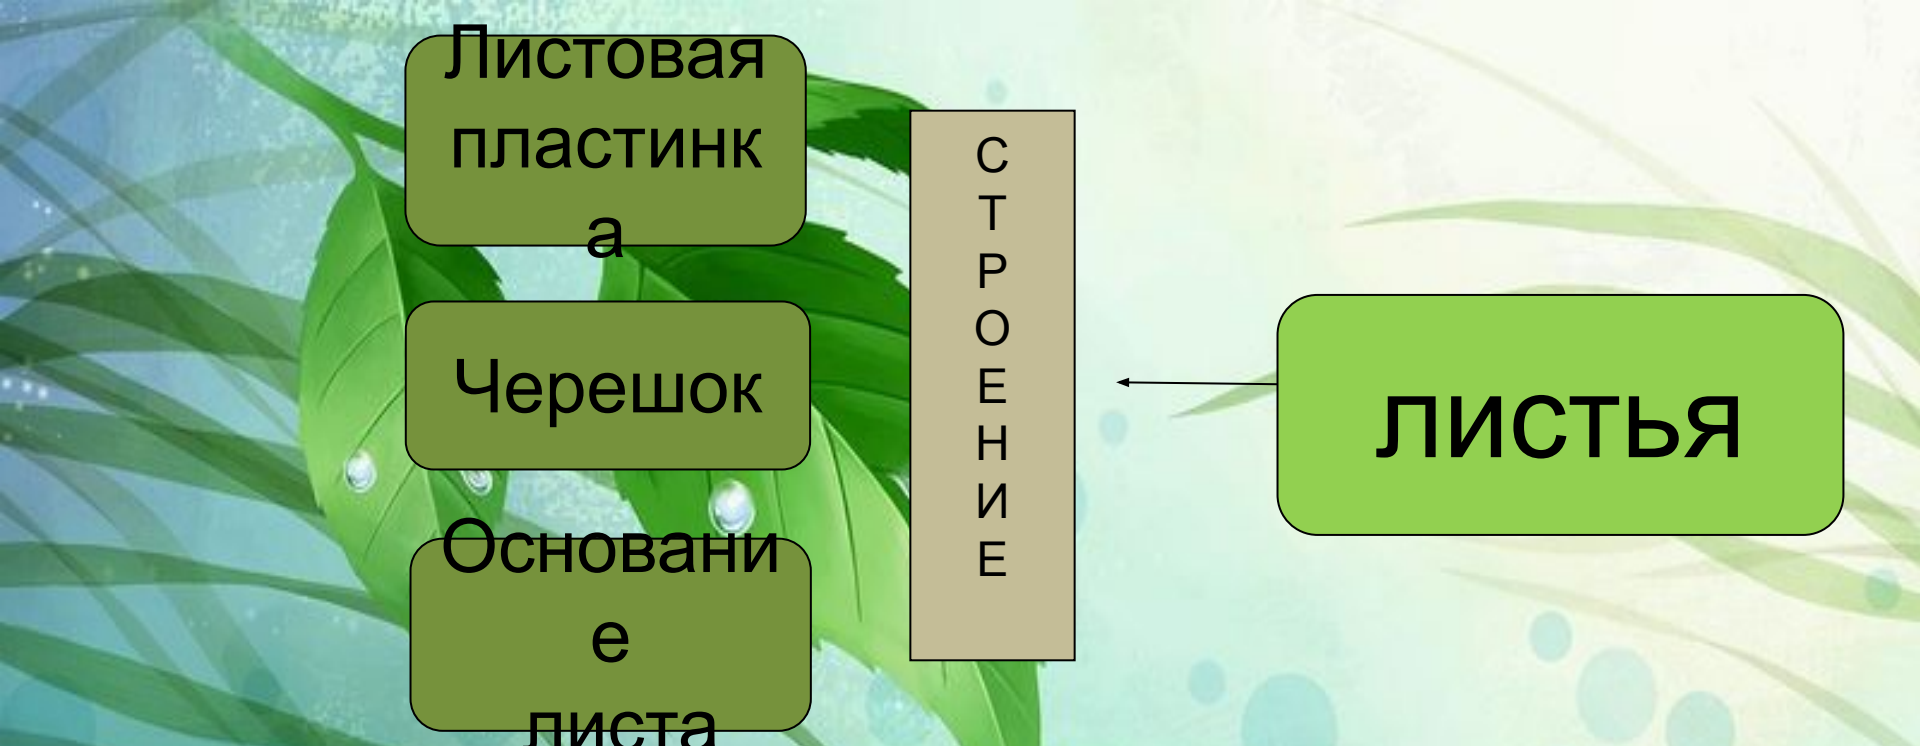 Листовая
пластинк
а
Черешок
Основани
е
листа
С
Т
Р
О
Е
Н
И
Е
листья